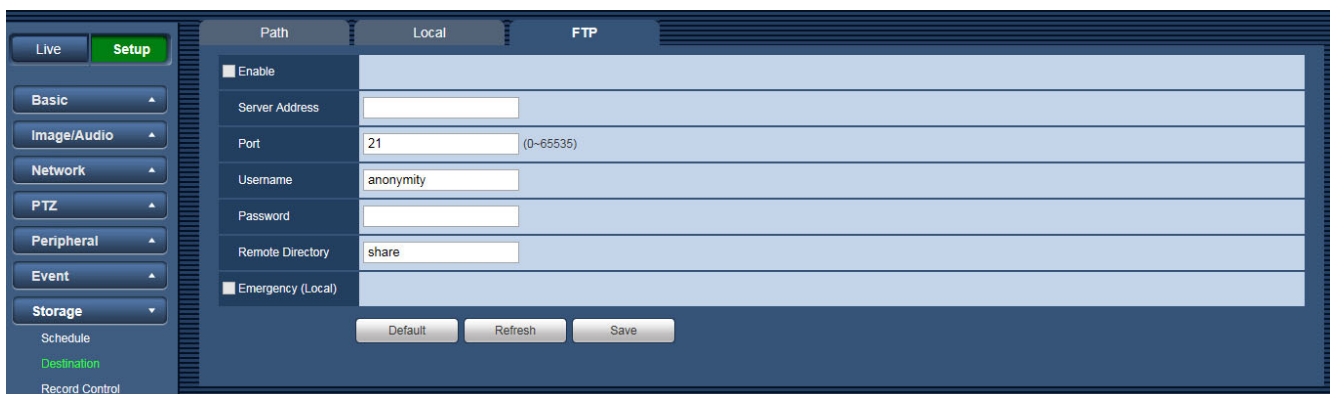 Path Local FTP
Live Setup
Enable
Basic
Server Address
Image/Audio
Port 21 (0~65535)
Network
Username anonymity
PTZ
Password
Peripheral
Remote Directory share
Event
Emergency (Local)
Storage
Default Refresh Save
Schedule
Destination
Record Control